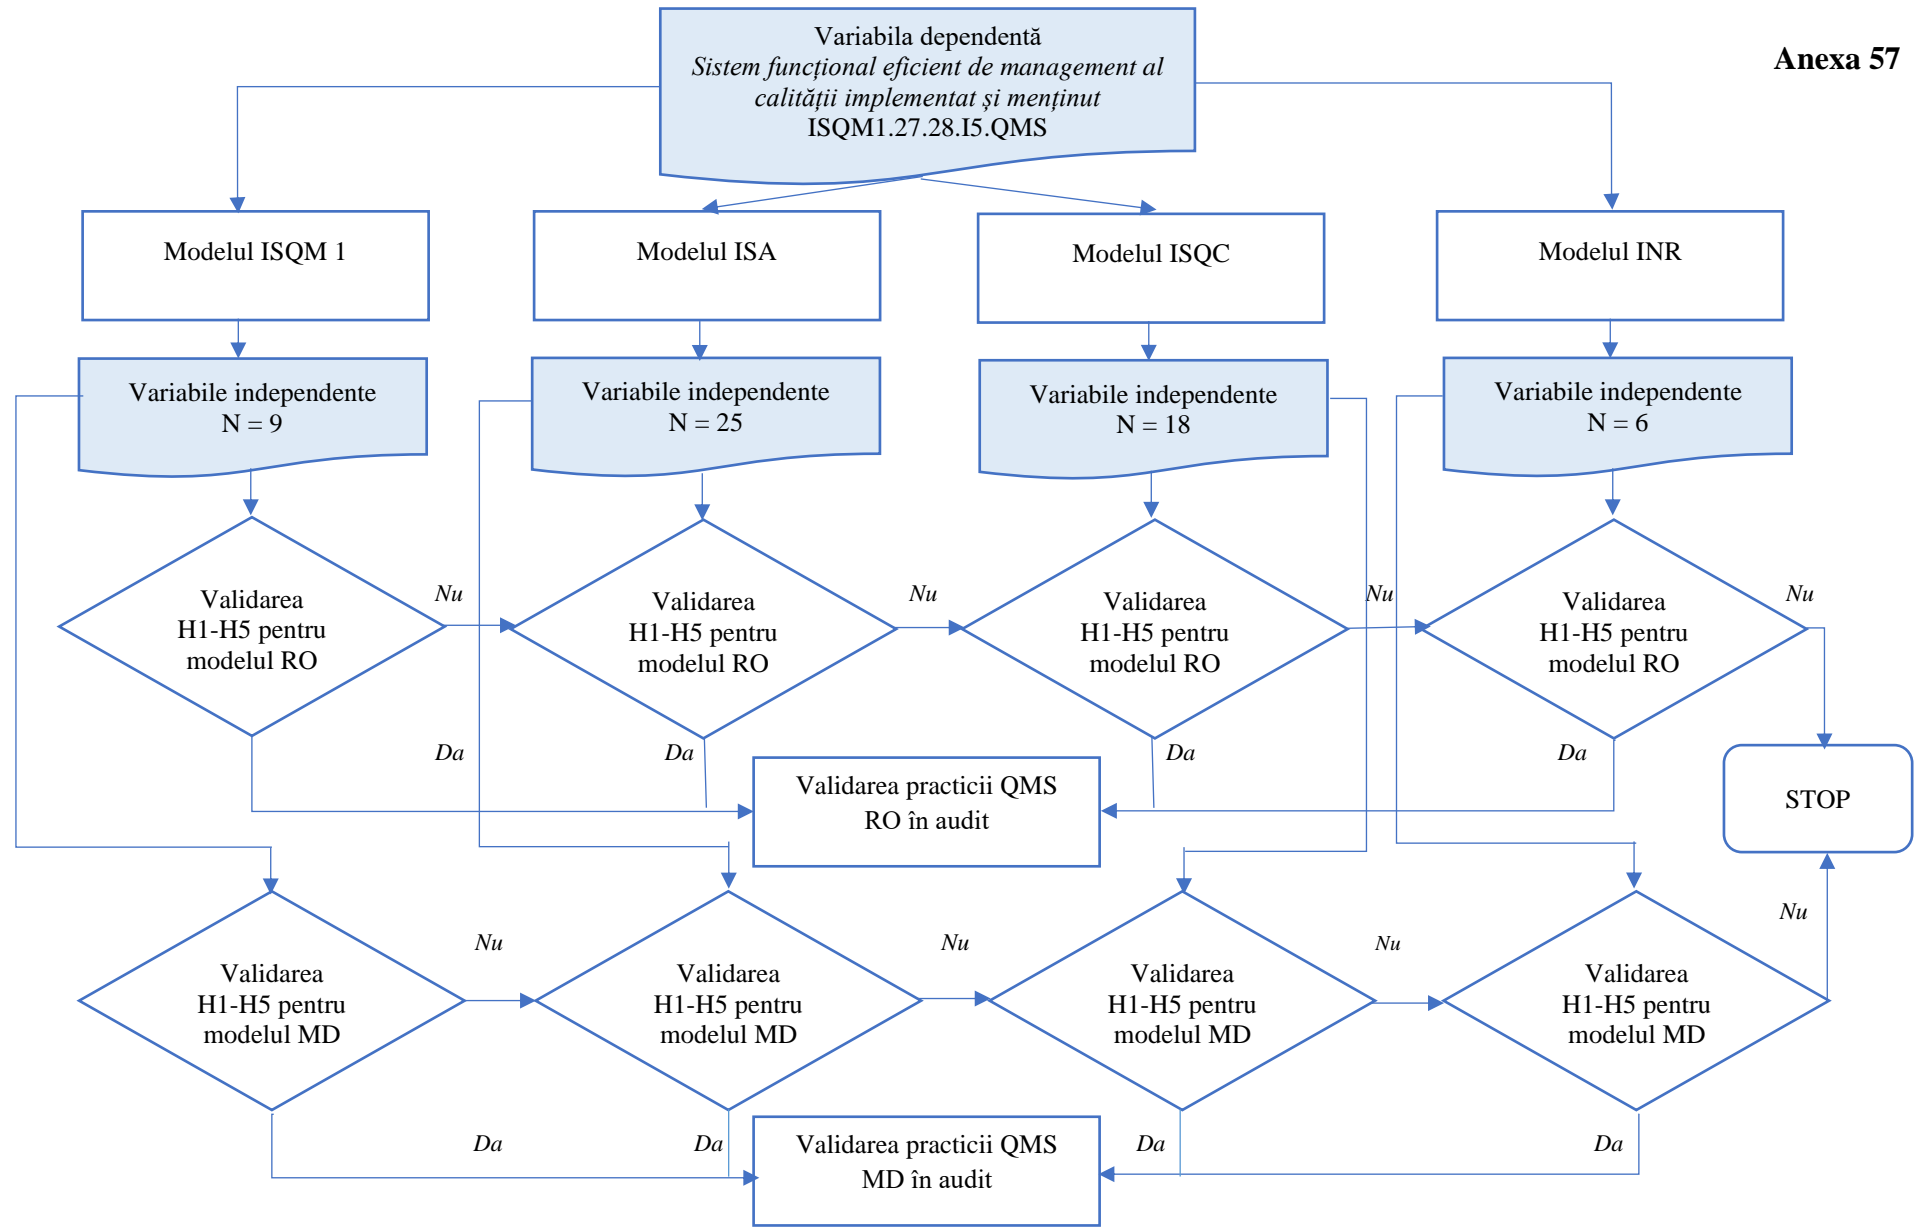 Anexa 57
Variabila dependentă
Sistem funcțional eficient de management al
calității implementat și menținut
ISQM1.27.28.I5.QMS
Modelul ISQM 1
Modelul ISA
Modelul ISQC
Modelul INR
Variabile independente
N = 9
Variabile independente
N = 25
Variabile independente
N = 18
Variabile independente
N = 6
Validarea
H1-H5 pentru
modelul RO
Nu
Validarea
H1-H5 pentru
modelul RO
Nu
Validarea
H1-H5 pentru
modelul RO
Nu
Validarea
H1-H5 pentru
modelul RO
Nu
Da
Da
Da
Da
Validarea practicii QMS
RO în audit
STOP
Validarea
H1-H5 pentru
modelul MD
Nu
Validarea
H1-H5 pentru
modelul MD
Nu
Validarea
H1-H5 pentru
modelul MD
Nu
Validarea
H1-H5 pentru
modelul MD
Nu
Da
Da
Da
Da
Validarea practicii QMS
MD în audit